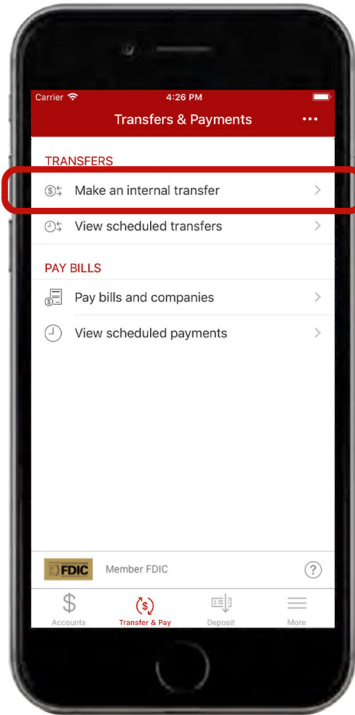 Carrier 4:26 PM
Transfers & Payments
TRANSFERS
Make an internal transfer
View scheduled transfers
PAY BILLS
Pay bills and companies
View scheduled payments
FDIC Member FDIC ?
Accounts Transfer & Pay Deposit More